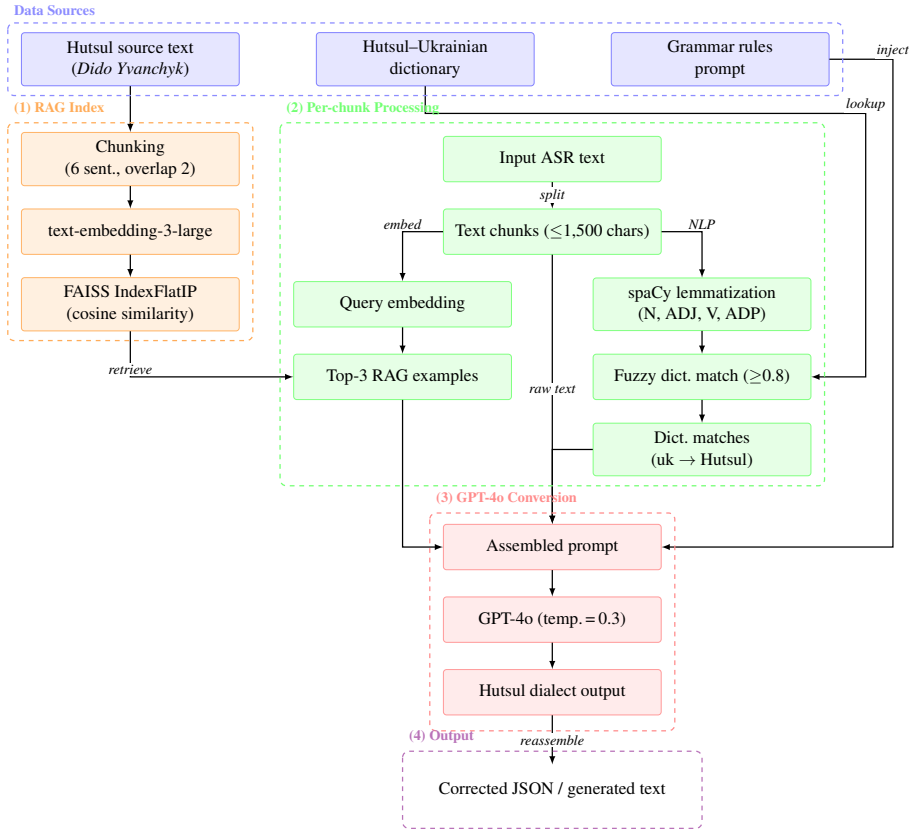 Data Sources
Hutsul source text
(Dido Yvanchyk)
Hutsul–Ukrainian
dictionary
Grammar rules
prompt
inject
lookup
(1) RAG Index
Chunking
(6 sent., overlap 2)
text-embedding-3-large
FAISS IndexFlatIP
(cosine similarity)
retrieve
(2) Per-chunk Processing
Input ASR text
split
Text chunks (≤1,500 chars)
embed
NLP
Query embedding
Top-3 RAG examples
raw text
spaCy lemmatization
(N, ADJ, V, ADP)
Fuzzy dict. match (≥0.8)
Dict. matches
(uk → Hutsul)
(3) GPT-4o Conversion
Assembled prompt
GPT-4o (temp. = 0.3)
Hutsul dialect output
reassemble
(4) Output
Corrected JSON / generated text